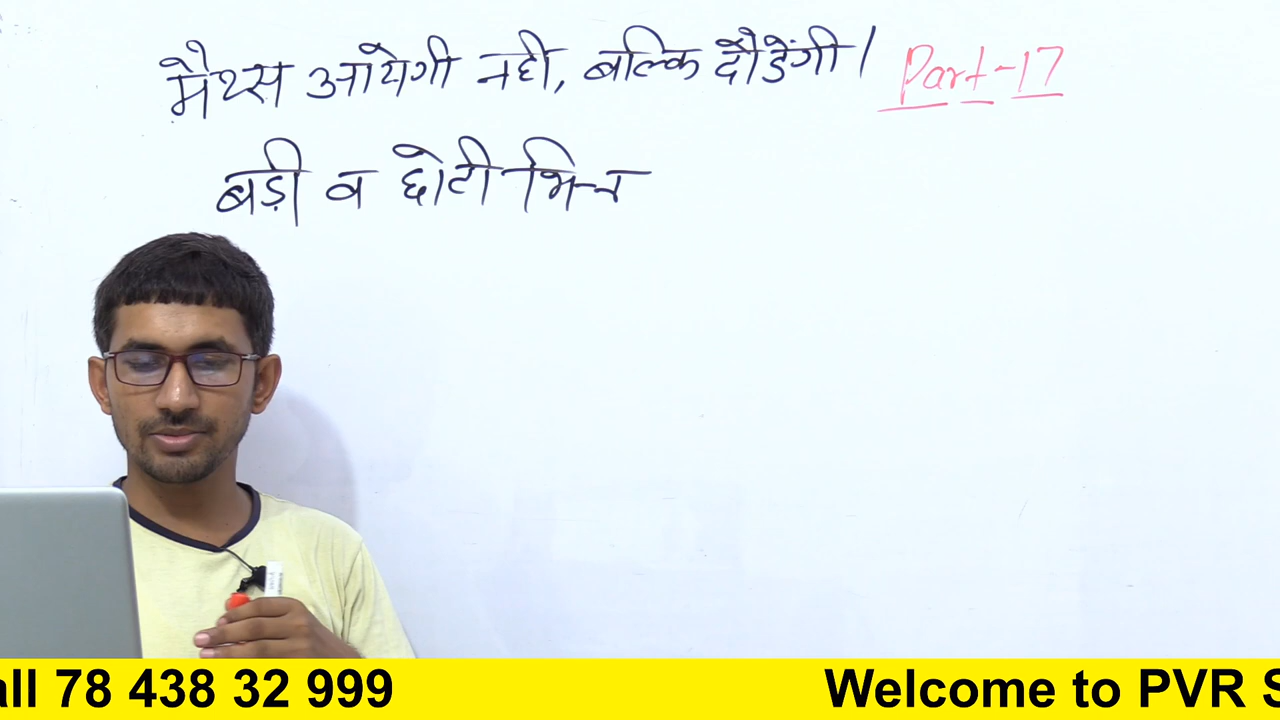 मैथ्स आयेगी नही, बल्कि दौडेंगी। Part-17
बड़ी व छोटी भिन्न
all 78 438 32 999 Welcome to PVR S